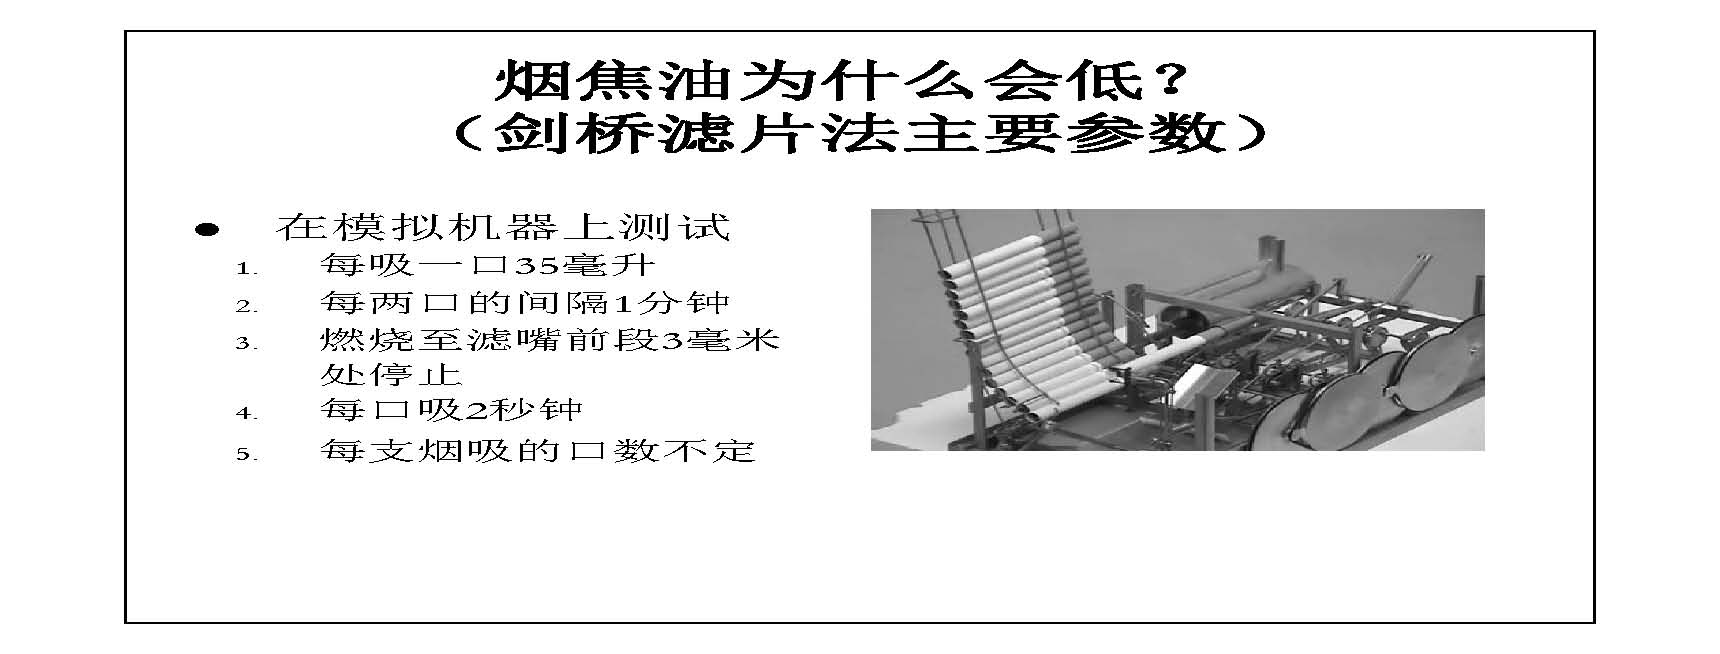 烟焦油为什么会低？
（剑桥滤片法主要参数）
● 在模拟机器上测试
1. 每吸一口35毫升
2. 每两口的间隔1分钟
3. 燃烧至滤嘴前段3毫米
处停止
4. 每口吸2秒钟
5. 每支烟吸的口数不定